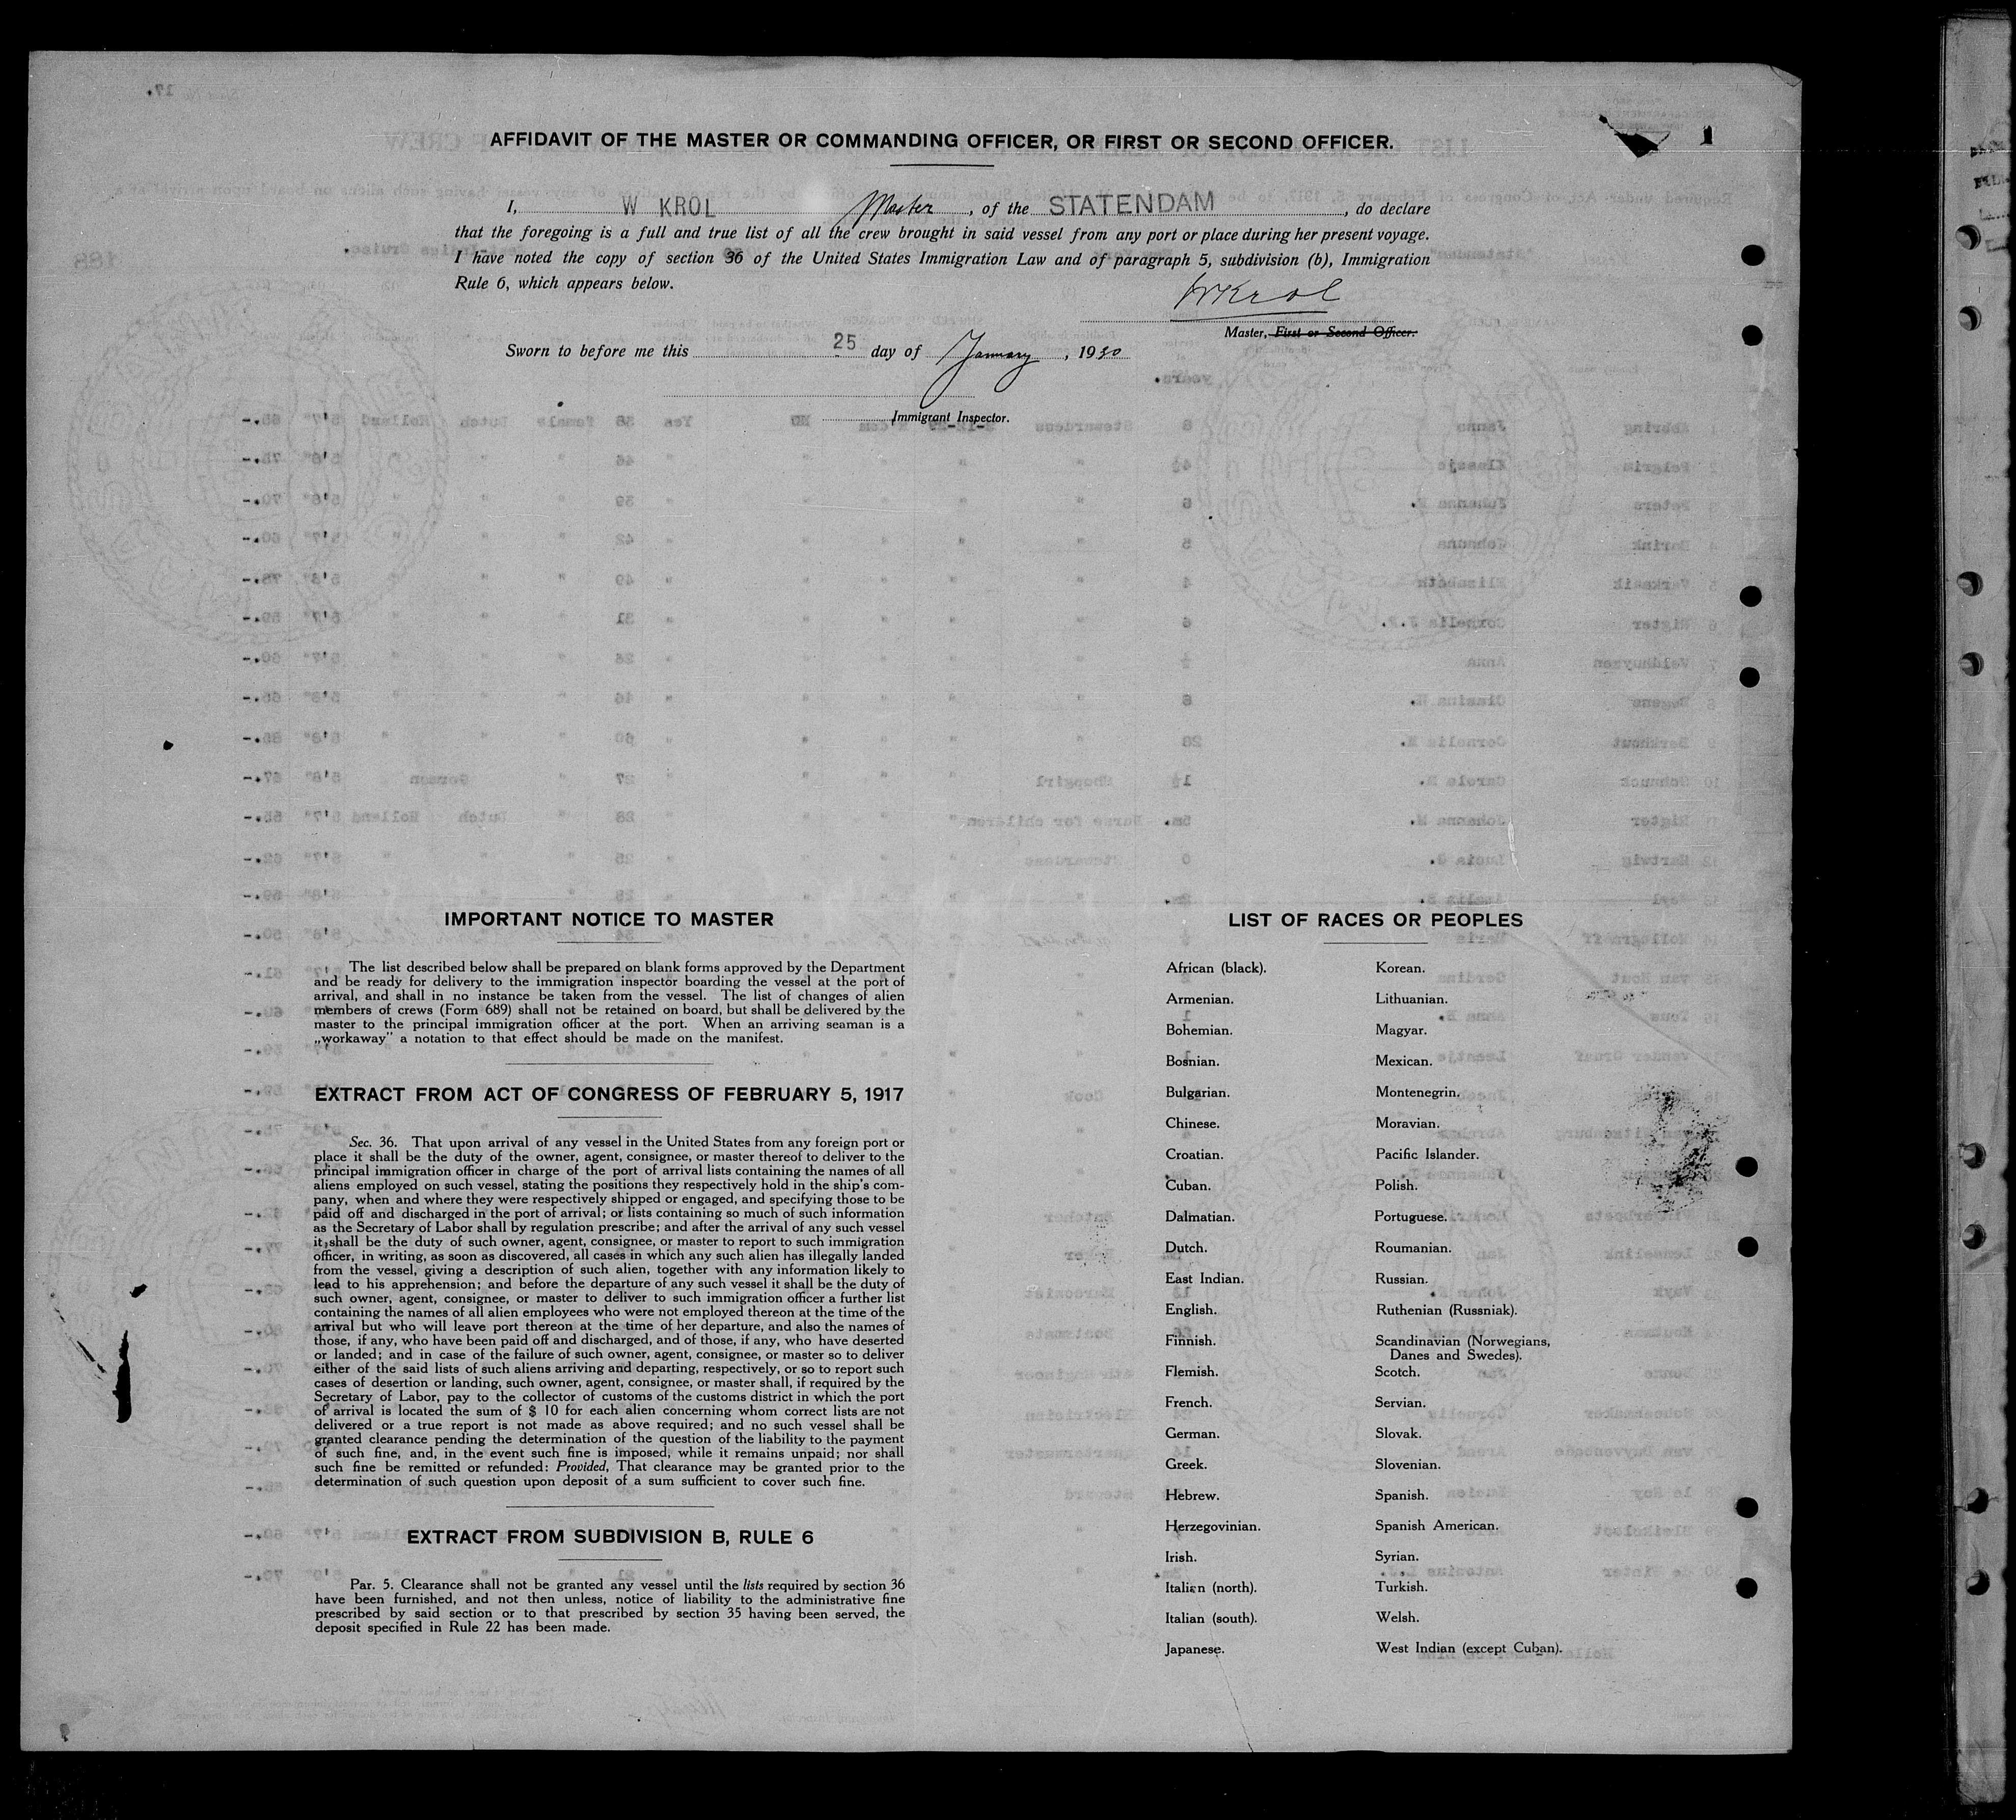 AFFIDAVIT OF THE MASTER OR COMMANDING OFFICER, OR FIRST OR SECOND OFFICER.
1
I, W KROL Master, of the STATENDAM, do declare
that the foregoing is a full and true list of all the crew brought in said vessel from any port or place during her present voyage.
I have noted the copy of section 36 of the United States Immigration Law and of paragraph 5, subdivision (b), Immigration
Rule 6, which appears below.
WKrol
Master, First or Second Officer.
Sworn to before me this 25 day of January, 1930
Immigrant Inspector.
IMPORTANT NOTICE TO MASTER
The list described below shall be prepared on blank forms approved by the Department
and be ready for delivery to the immigration inspector boarding the vessel at the port of
arrival, and shall in no instance be taken from the vessel. The list of changes of alien
members of crews (Form 689) shall not be retained on board, but shall be delivered by the
master to the principal immigration officer at the port. When an arriving seaman is a
„workaway" a notation to that effect should be made on the manifest.
EXTRACT FROM ACT OF CONGRESS OF FEBRUARY 5, 1917
Sec. 36. That upon arrival of any vessel in the United States from any foreign port or
place it shall be the duty of the owner, agent, consignee, or master thereof to deliver to the
principal immigration officer in charge of the port of arrival lists containing the names of all
aliens employed on such vessel, stating the positions they respectively hold in the ship's com-
pany, when and where they were respectively shipped or engaged, and specifying those to be
paid off and discharged in the port of arrival; or lists containing so much of such information
as the Secretary of Labor shall by regulation prescribe; and after the arrival of any such vessel
it shall be the duty of such owner, agent, consignee, or master to report to such immigration
officer, in writing, as soon as discovered, all cases in which any such alien has illegally landed
from the vessel, giving a description of such alien, together with any information likely to
lead to his apprehension; and before the departure of any such vessel it shall be the duty of
such owner, agent, consignee, or master to deliver to such immigration officer a further list
containing the names of all alien employees who were not employed thereon at the time of the
arrival but who will leave port thereon at the time of her departure, and also the names of
those, if any, who have been paid off and discharged, and of those, if any, who have deserted
or landed; and in case of the failure of such owner, agent, consignee, or master so to deliver
either of the said lists of such aliens arriving and departing, respectively, or so to report such
cases of desertion or landing, such owner, agent, consignee, or master shall, if required by the
Secretary of Labor, pay to the collector of customs of the customs district in which the port
of arrival is located the sum of $ 10 for each alien concerning whom correct lists are not
delivered or a true report is not made as above required; and no such vessel shall be
granted clearance pending the determination of the question of the liability to the payment
of such fine, and, in the event such fine is imposed, while it remains unpaid; nor shall
such fine be remitted or refunded: Provided, That clearance may be granted prior to the
determination of such question upon deposit of a sum sufficient to cover such fine.
EXTRACT FROM SUBDIVISION B, RULE 6
Par. 5. Clearance shall not be granted any vessel until the lists required by section 36
have been furnished, and not then unless, notice of liability to the administrative fine
prescribed by said section or to that prescribed by section 35 having been served, the
deposit specified in Rule 22 has been made.
LIST OF RACES OR PEOPLES
African (black).
Armenian.
Bohemian.
Bosnian.
Bulgarian.
Chinese.
Croatian.
Cuban.
Dalmatian.
Dutch.
East Indian.
English.
Finnish.
Flemish.
French.
German.
Greek.
Hebrew.
Herzegovinian.
Irish.
Italian (north).
Italian (south).
Japanese.
Korean.
Lithuanian.
Magyar.
Mexican.
Montenegrin.
Moravian.
Pacific Islander.
Polish.
Portuguese.
Roumanian.
Russian.
Ruthenian (Russniak).
Scandinavian (Norwegians,
Danes and Swedes).
Scotch.
Servian.
Slovak.
Slovenian.
Spanish.
Spanish American.
Syrian.
Turkish.
Welsh.
West Indian (except Cuban).